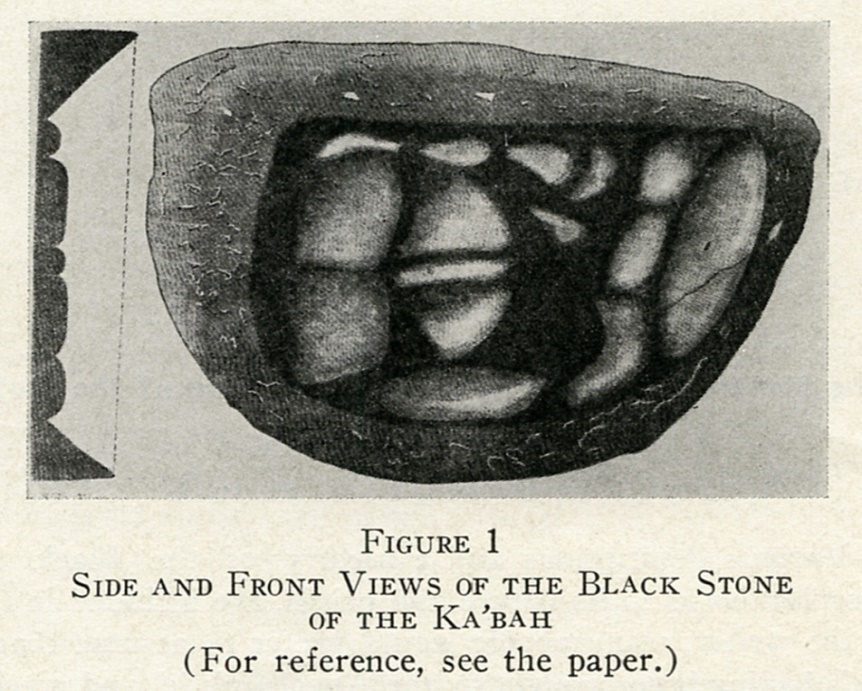 Figure 1
Side and Front Views of the Black Stone
of the Ka’bah
(For reference, see the paper.)